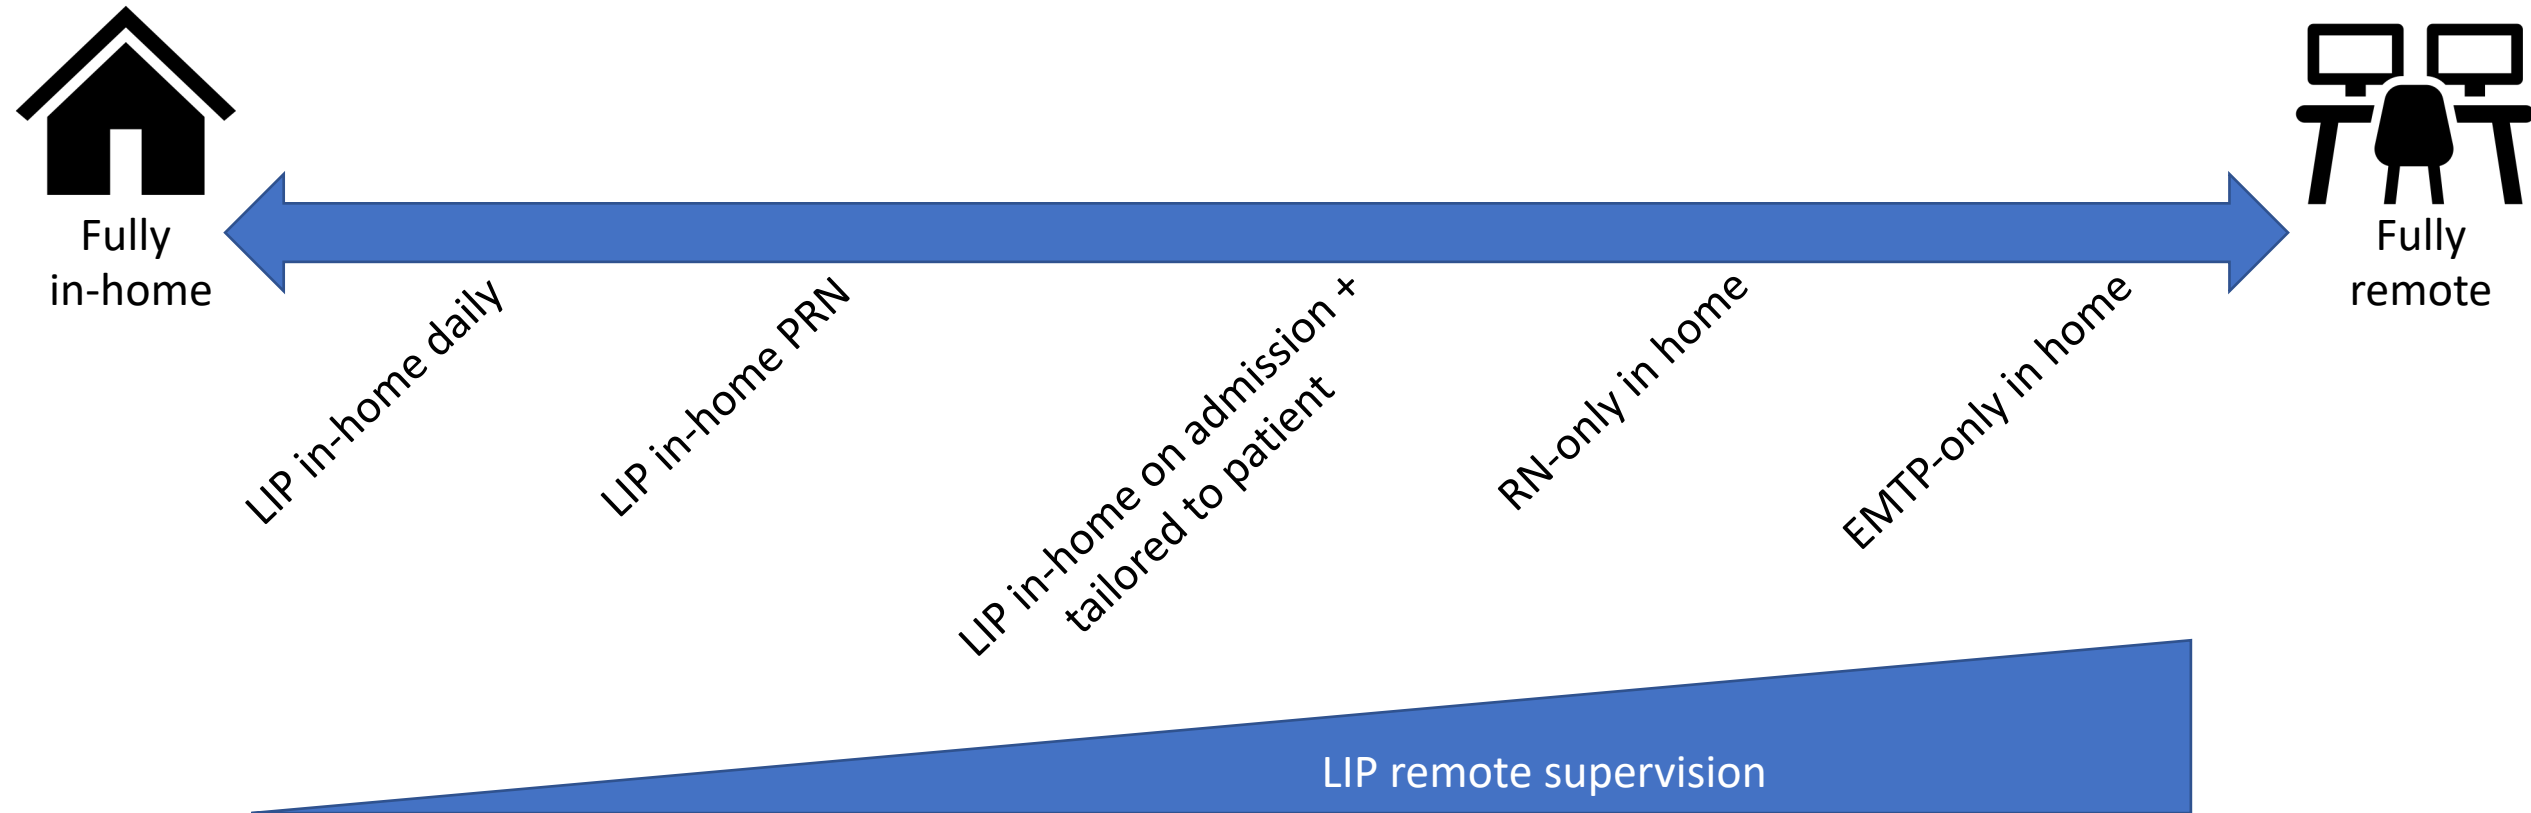 Fully
in-home
Fully
remote
LIP in-home daily
LIP in-home PRN
LIP in-home on admission +
tailored to patient
RN-only in home
EMTP-only in home
LIP remote supervision